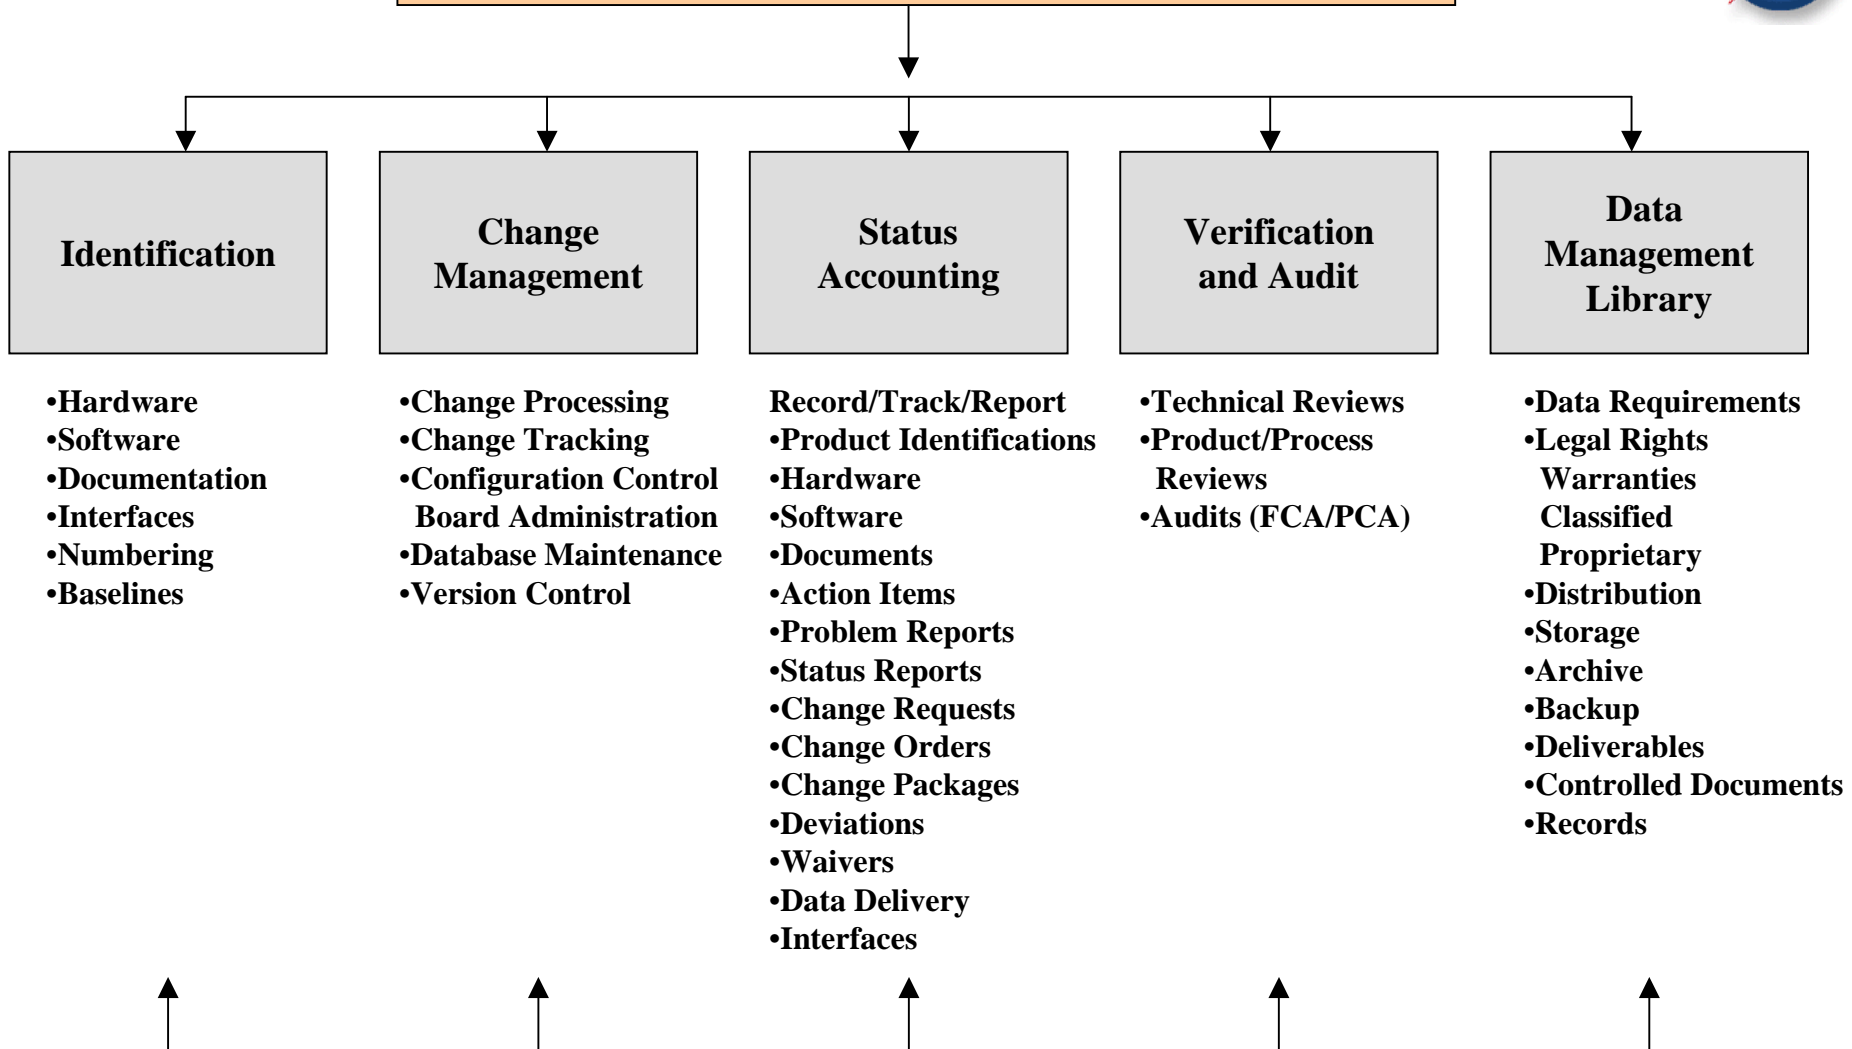 Identification
Change
Management
Status
Accounting
Verification
and Audit
Data
Management
Library
•Hardware
•Software
•Documentation
•Interfaces
•Numbering
•Baselines
•Change Processing
•Change Tracking
•Configuration Control
Board Administration
•Database Maintenance
•Version Control
Record/Track/Report
•Product Identifications
•Hardware
•Software
•Documents
•Action Items
•Problem Reports
•Status Reports
•Change Requests
•Change Orders
•Change Packages
•Deviations
•Waivers
•Data Delivery
•Interfaces
•Technical Reviews
•Product/Process
Reviews
•Audits (FCA/PCA)
•Data Requirements
•Legal Rights
Warranties
Classified
Proprietary
•Distribution
•Storage
•Archive
•Backup
•Deliverables
•Controlled Documents
•Records